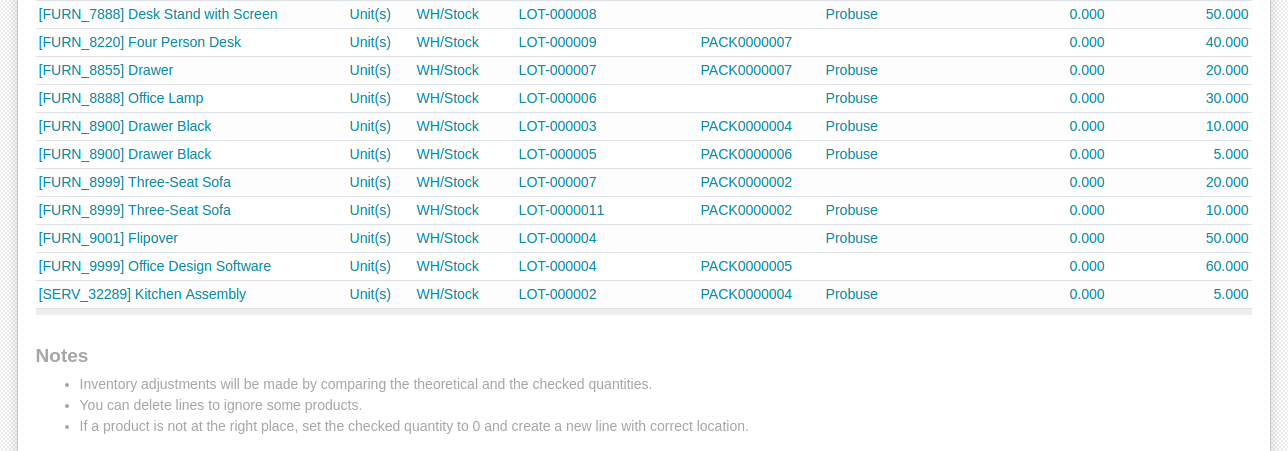 [FURN_7888] Desk Stand with Screen Unit(s) WH/Stock LOT-000008 Probuse 0.000 50.000
[FURN_8220] Four Person Desk Unit(s) WH/Stock LOT-000009 PACK0000007 0.000 40.000
[FURN_8855] Drawer Unit(s) WH/Stock LOT-000007 PACK0000007 Probuse 0.000 20.000
[FURN_8888] Office Lamp Unit(s) WH/Stock LOT-000006 Probuse 0.000 30.000
[FURN_8900] Drawer Black Unit(s) WH/Stock LOT-000003 PACK0000004 Probuse 0.000 10.000
[FURN_8900] Drawer Black Unit(s) WH/Stock LOT-000005 PACK0000006 Probuse 0.000 5.000
[FURN_8999] Three-Seat Sofa Unit(s) WH/Stock LOT-000007 PACK0000002 0.000 20.000
[FURN_8999] Three-Seat Sofa Unit(s) WH/Stock LOT-0000011 PACK0000002 Probuse 0.000 10.000
[FURN_9001] Flipover Unit(s) WH/Stock LOT-000004 Probuse 0.000 50.000
[FURN_9999] Office Design Software Unit(s) WH/Stock LOT-000004 PACK0000005 0.000 60.000
[SERV_32289] Kitchen Assembly Unit(s) WH/Stock LOT-000002 PACK0000004 Probuse 0.000 5.000
Notes
• Inventory adjustments will be made by comparing the theoretical and the checked quantities.
• You can delete lines to ignore some products.
• If a product is not at the right place, set the checked quantity to 0 and create a new line with correct location.